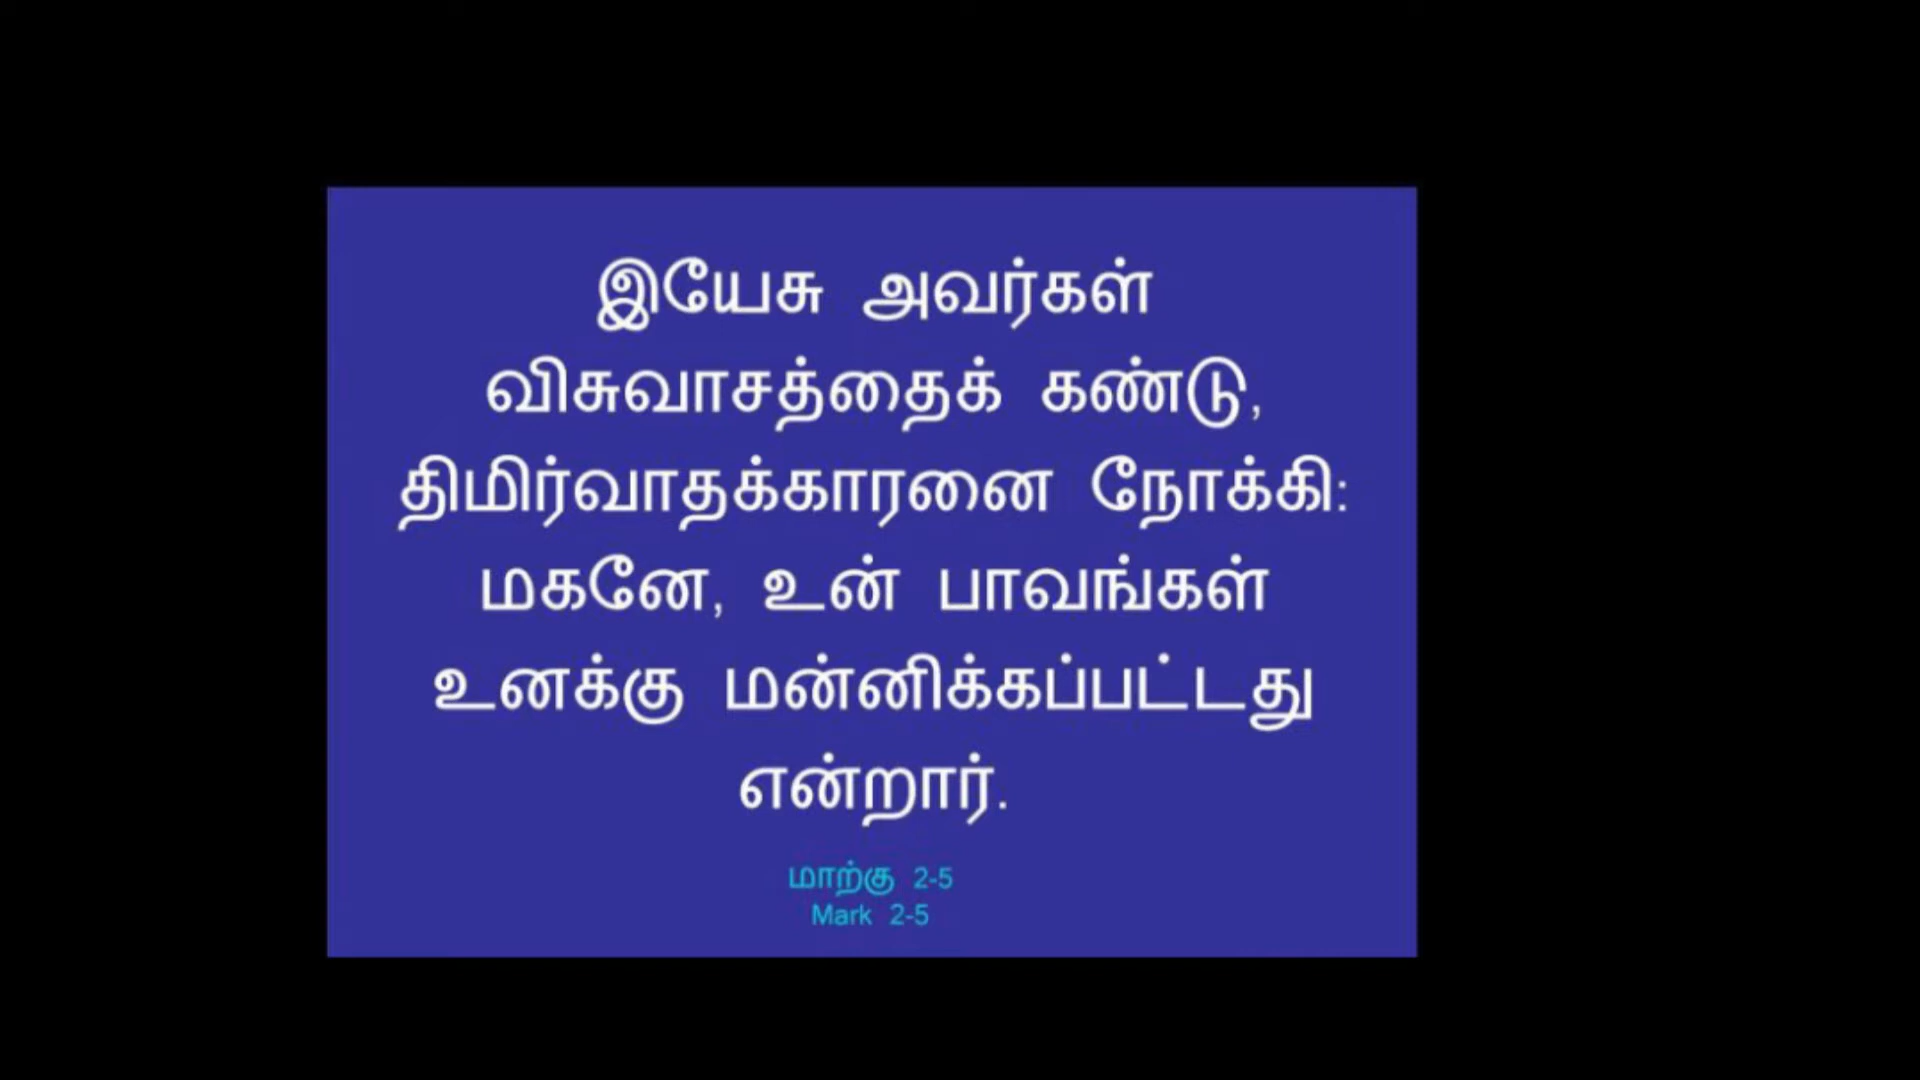 இயேசு அவர்கள்
விசுவாசத்தைக் கண்டு,
திமிர்வாதக்காரனை நோக்கி:
மகனே, உன் பாவங்கள்
உனக்கு மன்னிக்கப்பட்டது
என்றார்.
மாற்கு 2-5
Mark 2-5